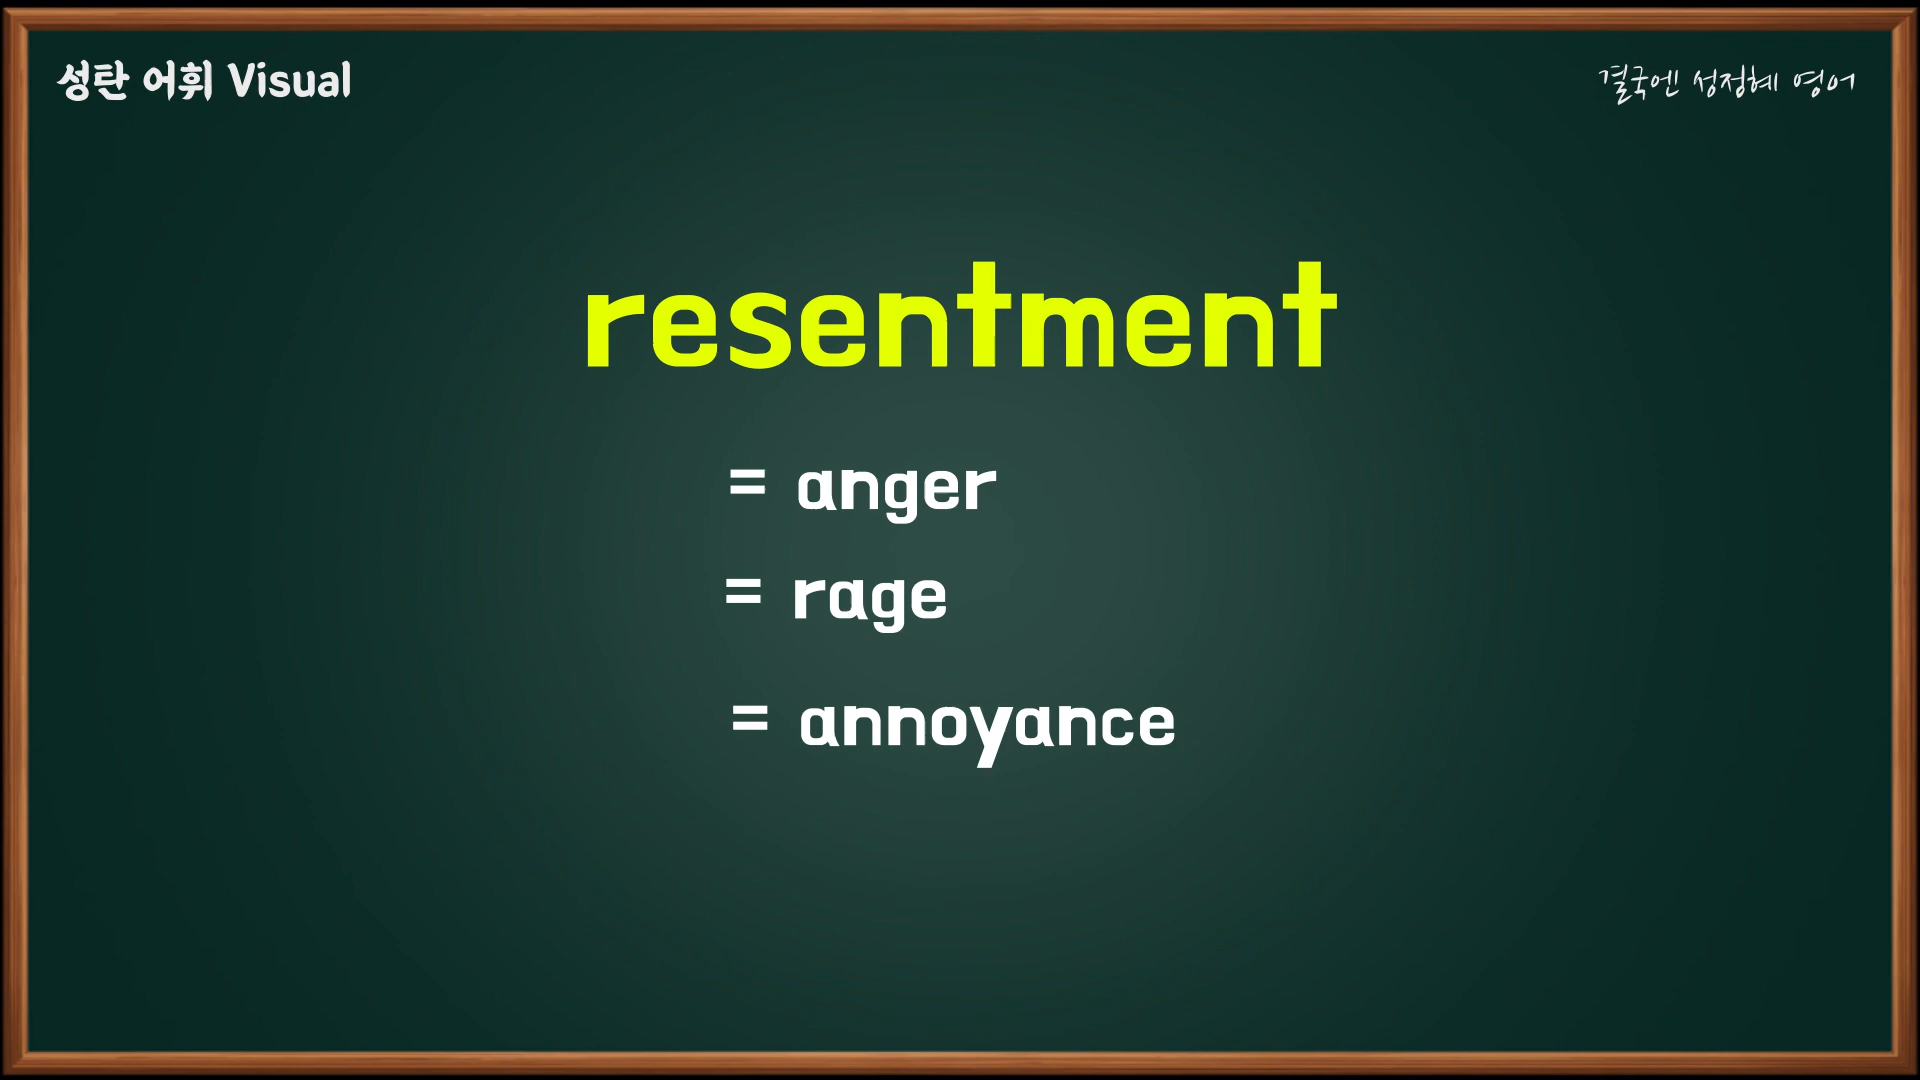 성탄 어휘 Visual
결국엔 성정혜 영어
resentment
= anger
= rage
= annoyance